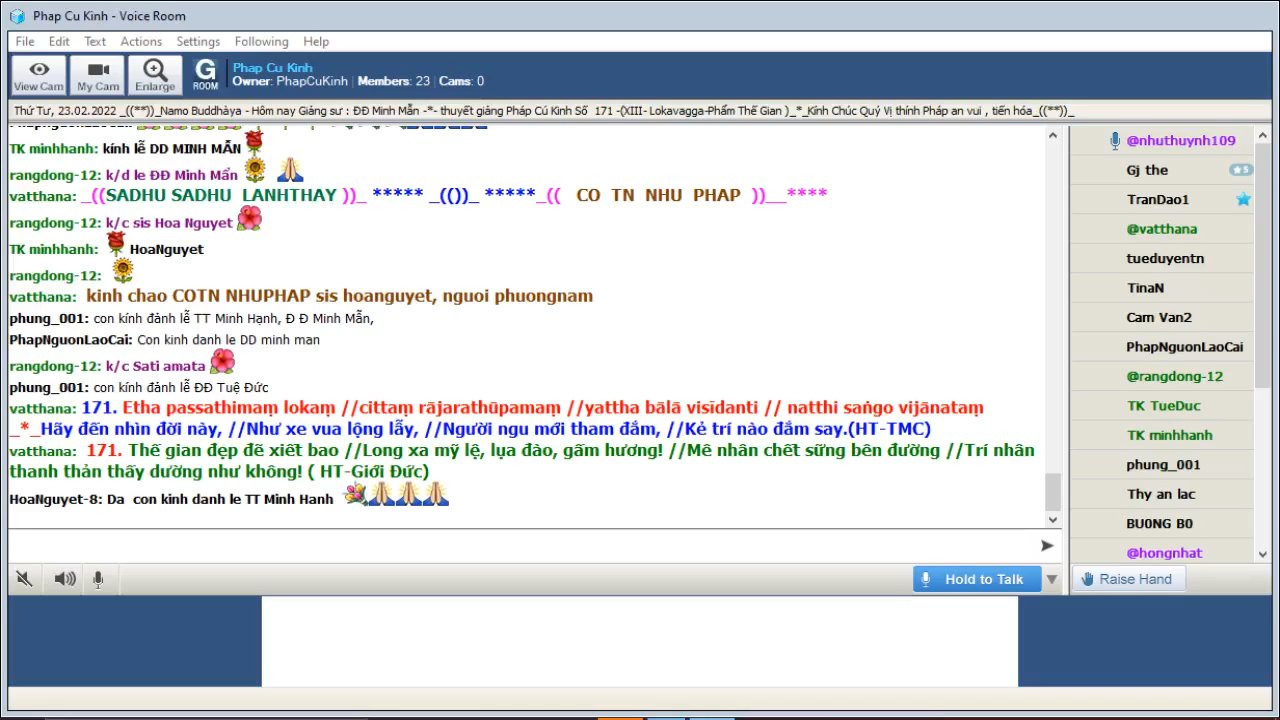 Phap Cu Kinh - Voice Room
File Edit Text Actions Settings Following Help
View Cam My Cam Enlarge G ROOM
Phap Cu Kinh
Owner: PhapCuKinh | Members: 23 | Cams: 0
Thứ Tư, 23.02.2022 _((**))_Namo Buddhàya - Hôm nay Giảng sư : ĐĐ Minh Mẫn -*- thuyết giảng Pháp Cú Kinh Số 171 -(XIII- Lokavagga-Phẩm Thế Gian )_*_Kính Chúc Quý Vị thính Pháp an vui , tiến hóa_((**))_
TK minhhanh: kính lễ DD MINH MẪN
rangdong-12: k/d le ĐĐ Minh Mẩn
vatthana: _((SADHU SADHU LANHTHAY ))_ ***** _(())_ *****_(( CO TN NHU PHAP ))__****
rangdong-12: k/c sis Hoa Nguyet
TK minhhanh: HoaNguyet
rangdong-12:
vatthana: kinh chao COTN NHUPHAP sis hoanguyet, nguoi phuongnam
phung_001: con kính đảnh lễ TT Minh Hạnh, Đ Đ Minh Mẫn,
PhapNguonLaoCai: Con kinh danh le DD minh man
rangdong-12: k/c Sati amata
phung_001: con kính đảnh lễ ĐĐ Tuệ Đức
vatthana: 171. Etha passathimaṃ lokaṃ //cittaṃ rājarathūpamaṃ //yattha bālā visīdanti // natthi saṅgo vijānataṃ
_*_Hãy đến nhìn đời này, //Như xe vua lộng lẫy, //Người ngu mới tham đắm, //Kẻ trí nào đắm say.(HT-TMC)
vatthana: 171. Thế gian đẹp đẽ xiết bao //Long xa mỹ lệ, lụa đào, gấm hương! //Mê nhân chết sững bên đường //Trí nhân
thanh thản thấy dường như không! ( HT-Giới Đức)
HoaNguyet-8: Da con kinh danh le TT Minh Hanh
@nhuthuynh109
Gj the
TranDao1
@vatthana
tueduyentn
TinaN
Cam Van2
PhapNguonLaoCai
@rangdong-12
TK TueDuc
TK minhhanh
phung_001
Thy an lac
BU0NG B0
@hongnhat
Hold to Talk
Raise Hand